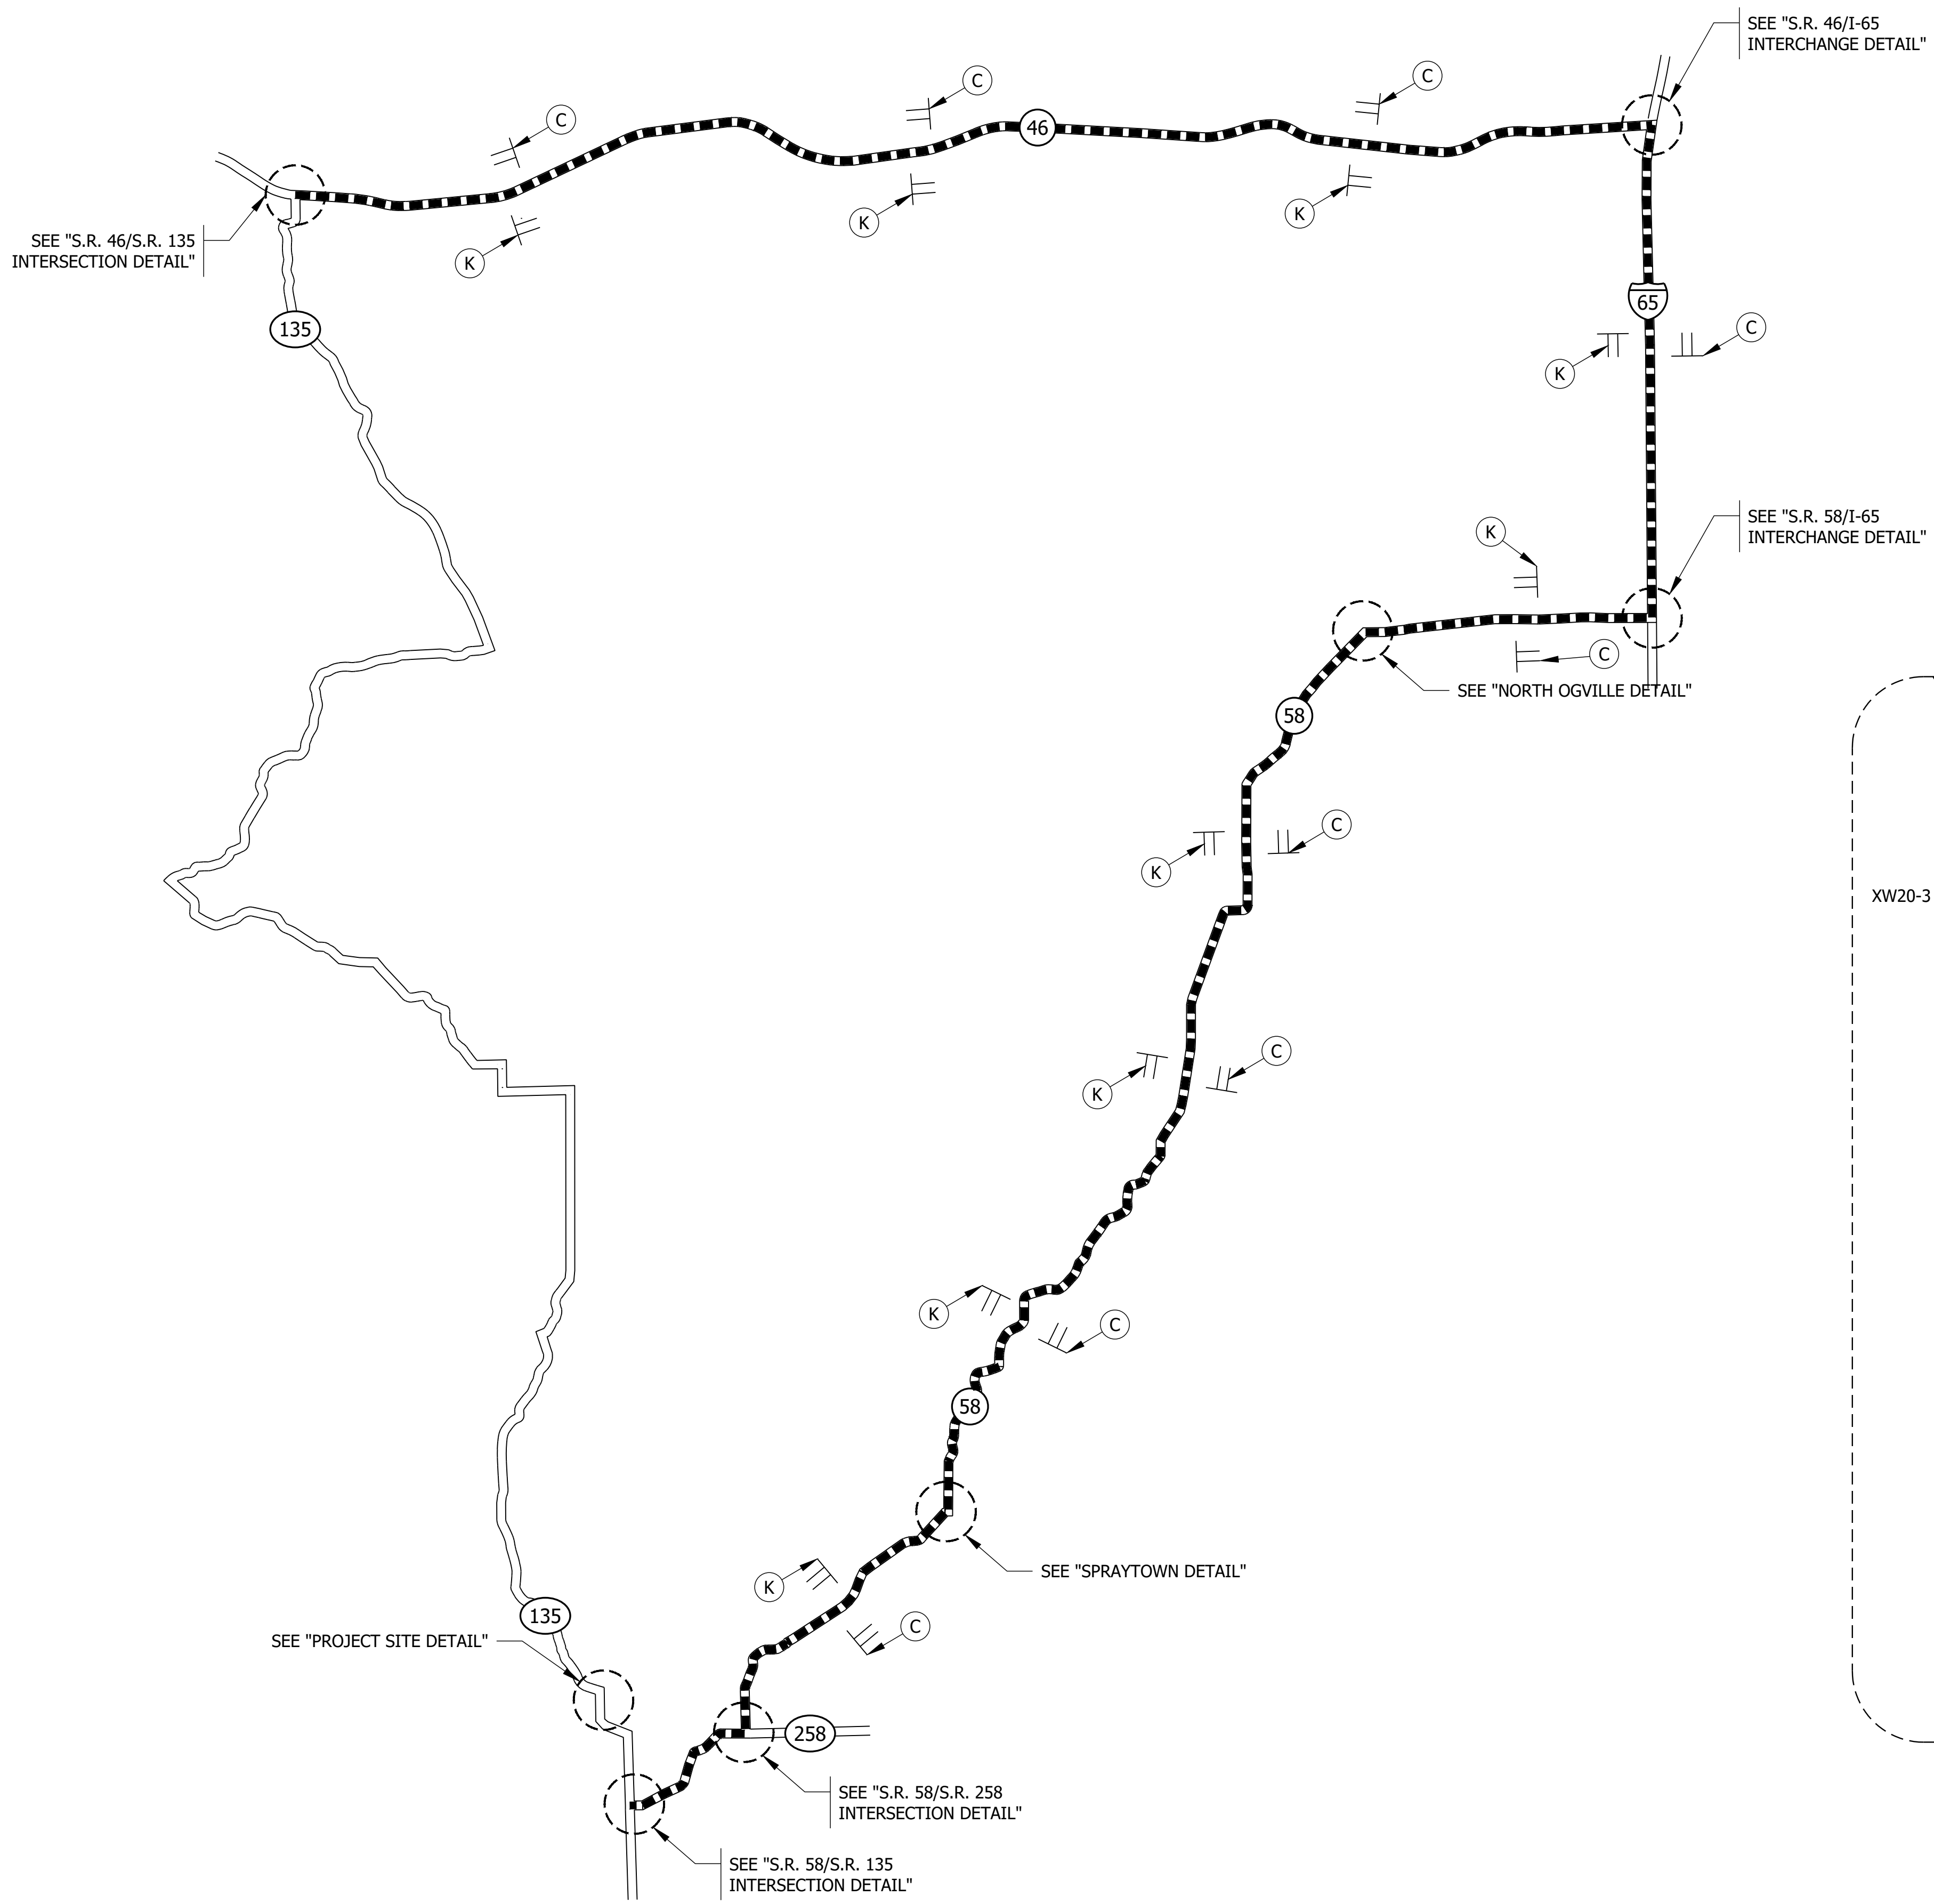 SEE "S.R. 46/I-65
INTERCHANGE DETAIL"
C
C
C
46
K
K
K
SEE "S.R. 46/S.R. 135
INTERSECTION DETAIL"
135
65
C
K
SEE "S.R. 58/I-65
INTERCHANGE DETAIL"
K
C
SEE "NORTH OGVILLE DETAIL"
58
C
K
XW20-3
C
K
K
C
58
SEE "SPRAYTOWN DETAIL"
K
C
135
SEE "PROJECT SITE DETAIL"
258
SEE "S.R. 58/S.R. 258
INTERSECTION DETAIL"
SEE "S.R. 58/S.R. 135
INTERSECTION DETAIL"